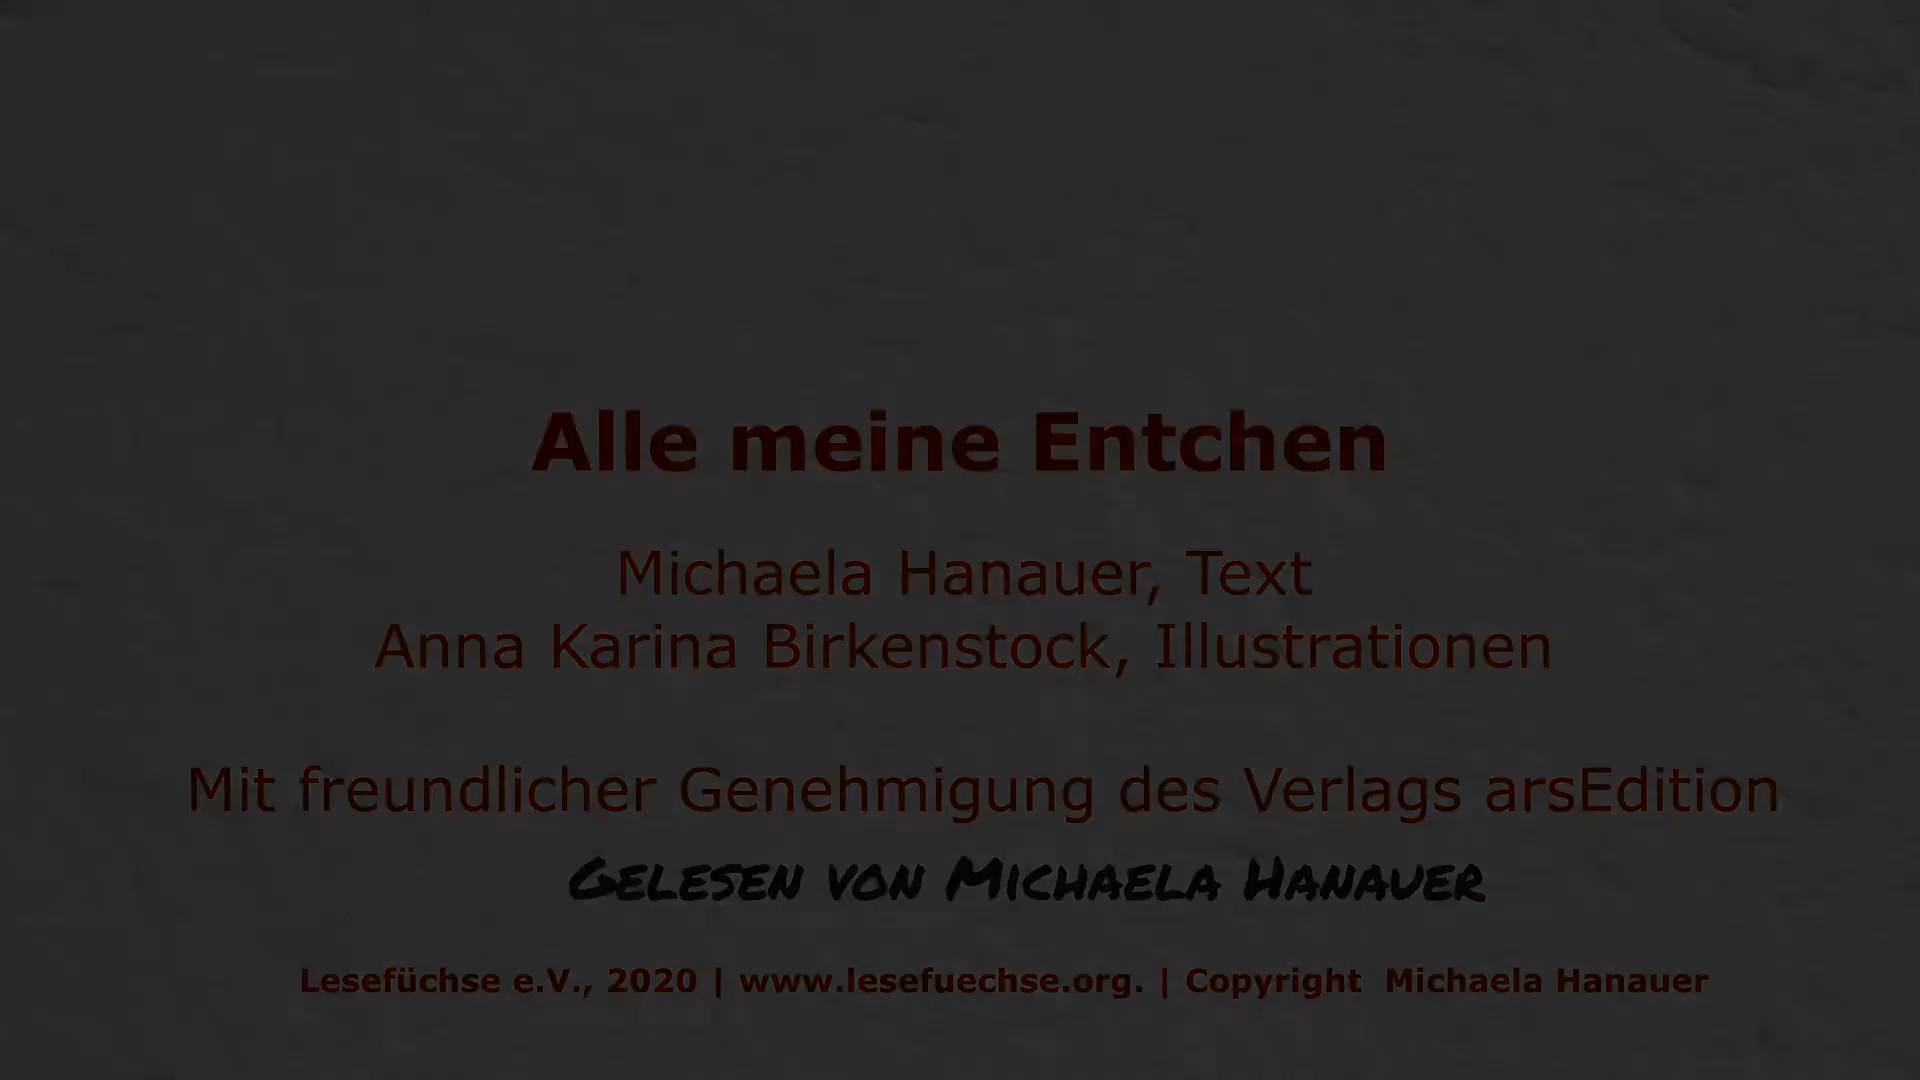 Alle meine Entchen
Michaela Hanauer, Text
Anna Karina Birkenstock, Illustrationen
Mit freundlicher Genehmigung des Verlags arsEdition
Gelesen von Michaela Hanauer
Lesefüchse e.V., 2020 | www.lesefuechse.org. | Copyright Michaela Hanauer